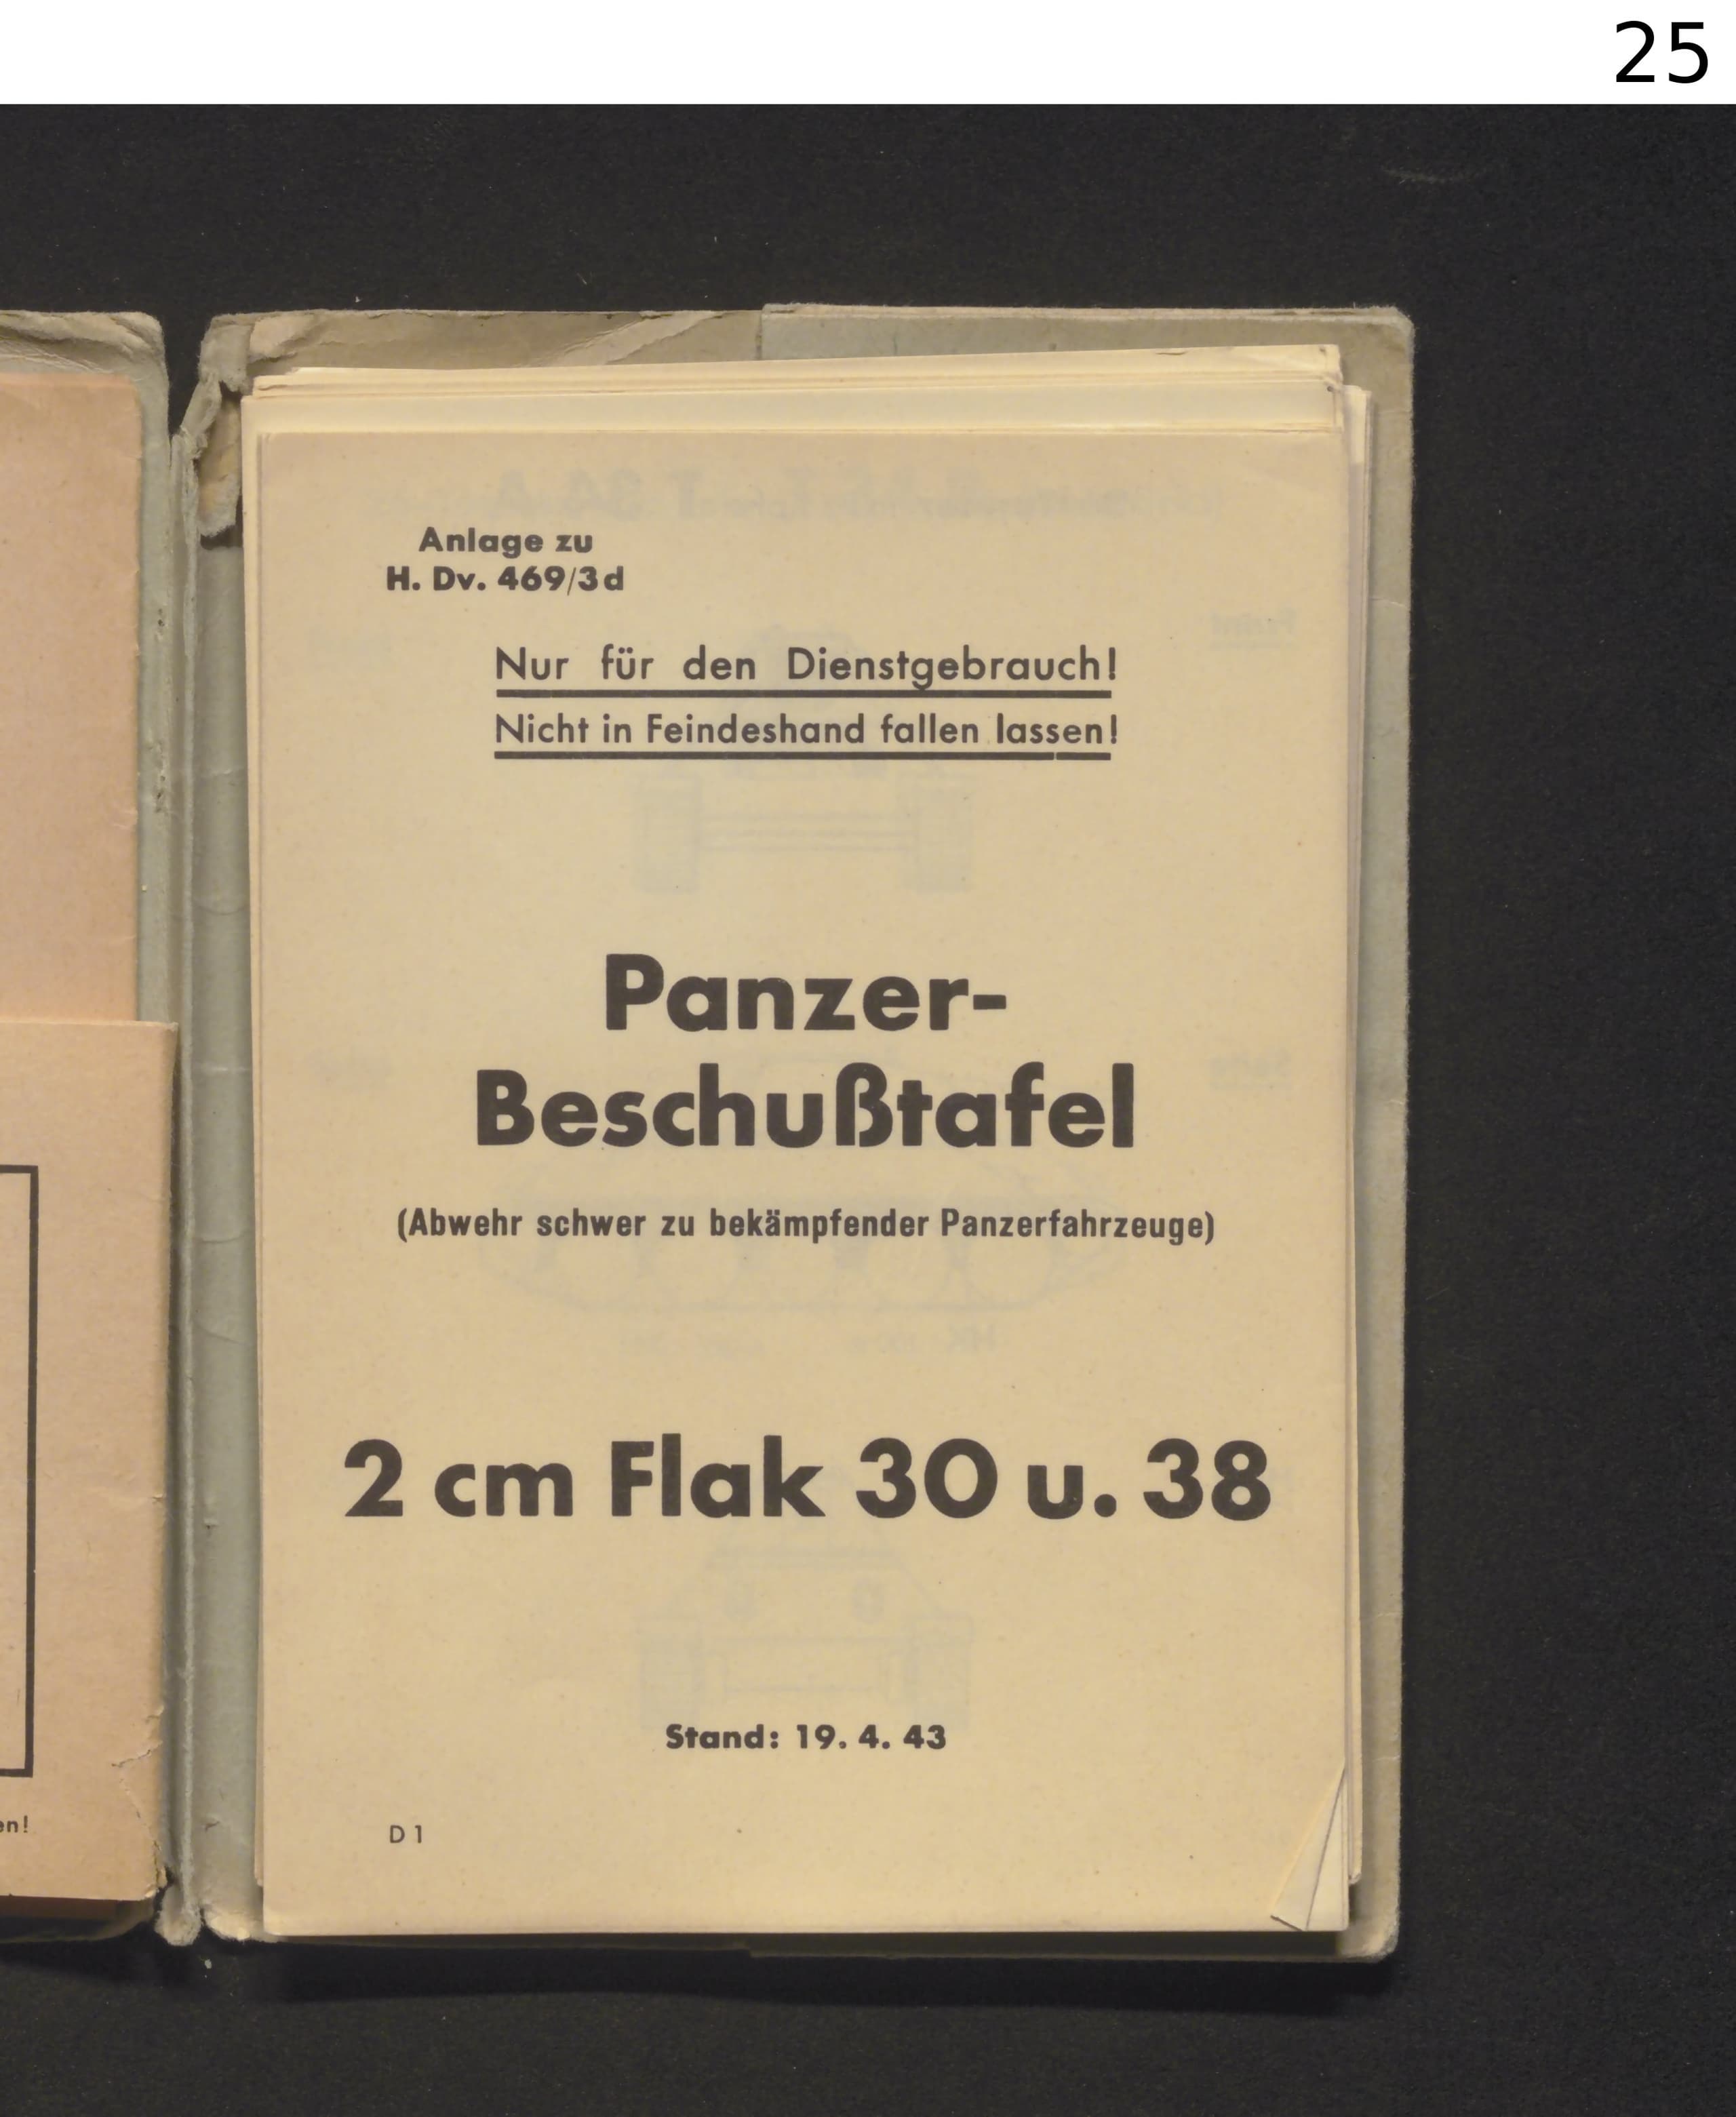 25
Anlage zu
H. Dv. 469/3d
Nur für den Dienstgebrauch!
Nicht in Feindeshand fallen lassen!
Panzer-
Beschußtafel
(Abwehr schwer zu bekämpfender Panzerfahrzeuge)
2 cm Flak 30 u. 38
Stand: 19. 4. 43
D 1